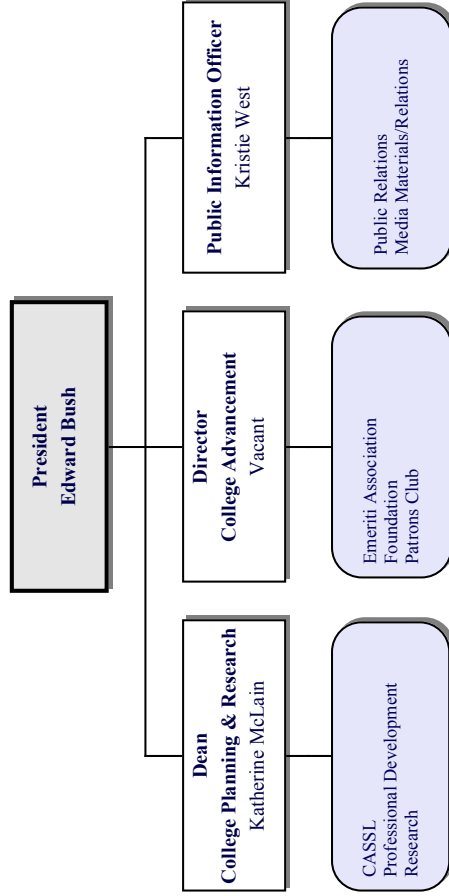 President
Edward Bush
Dean
College Planning & Research
Katherine McLain
Director
College Advancement
Vacant
Public Information Officer
Kristie West
CASSL
Professional Development
Research
Emeriti Association
Foundation
Patrons Club
Public Relations
Media Materials/Relations